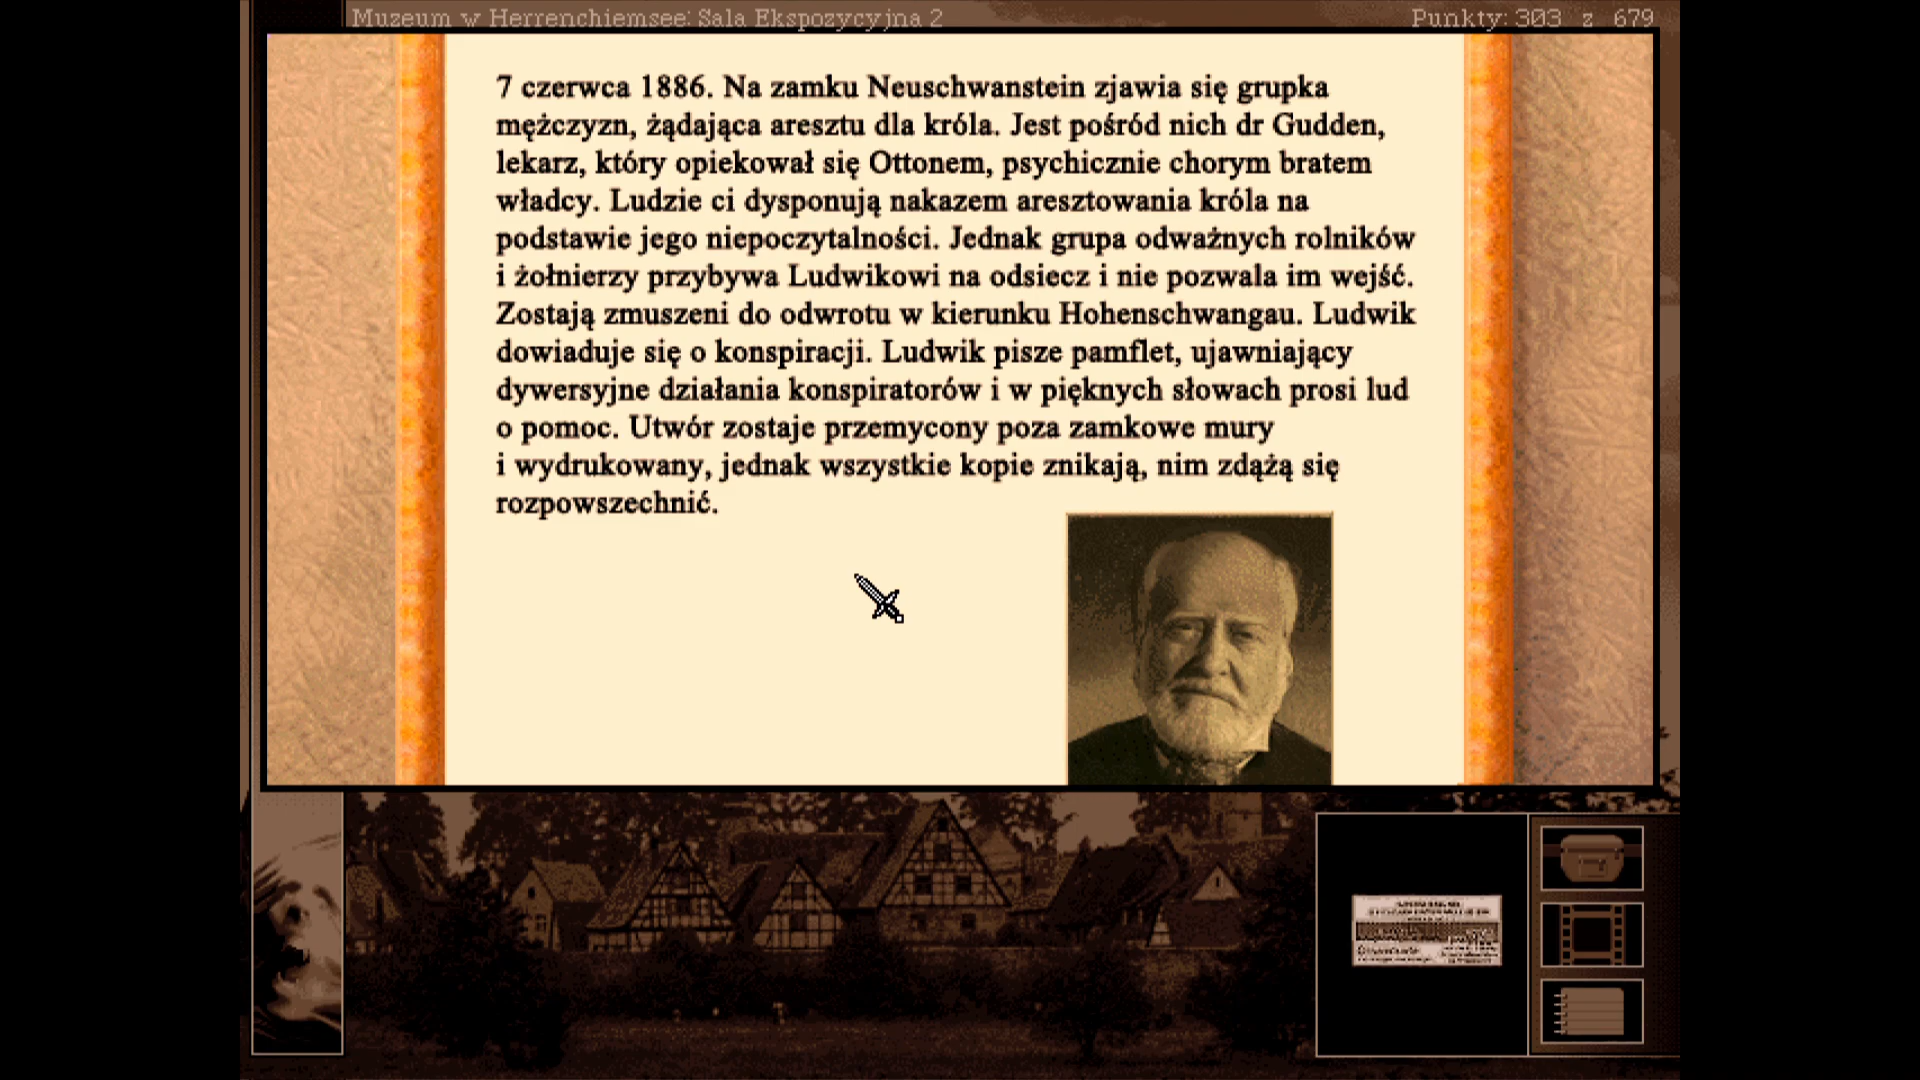 Muzeum w Herrenchiemsee: Sala Ekspozycyjna 2
Punkty: 303 z 679
7 czerwca 1886. Na zamku Neuschwanstein zjawia się grupka
mężczyzn, żądająca aresztu dla króla. Jest pośród nich dr Gudden,
lekarz, który opiekował się Ottonem, psychicznie chorym bratem
władcy. Ludzie ci dysponują nakazem aresztowania króla na
podstawie jego niepoczytalności. Jednak grupa odważnych rolników
i żołnierzy przybywa Ludwikowi na odsiecz i nie pozwala im wejść.
Zostają zmuszeni do odwrotu w kierunku Hohenschwangau. Ludwik
dowiaduje się o konspiracji. Ludwik pisze pamflet, ujawniający
dywersyjne działania konspiratorów i w pięknych słowach prosi lud
o pomoc. Utwór zostaje przemycony poza zamkowe mury
i wydrukowany, jednak wszystkie kopie znikają, nim zdążą się
rozpowszechnić.